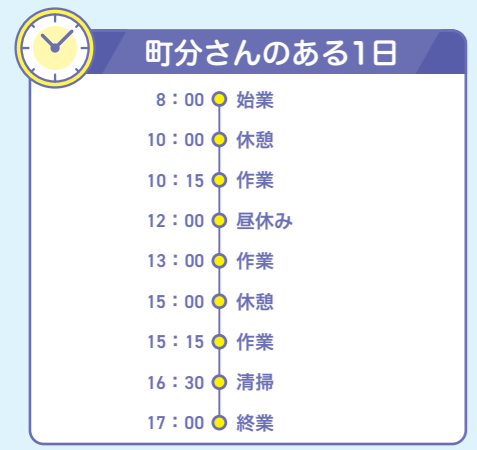 町分さんのある1日
8：00 始業
10：00 休憩
10：15 作業
12：00 昼休み
13：00 作業
15：00 休憩
15：15 作業
16：30 清掃
17：00 終業